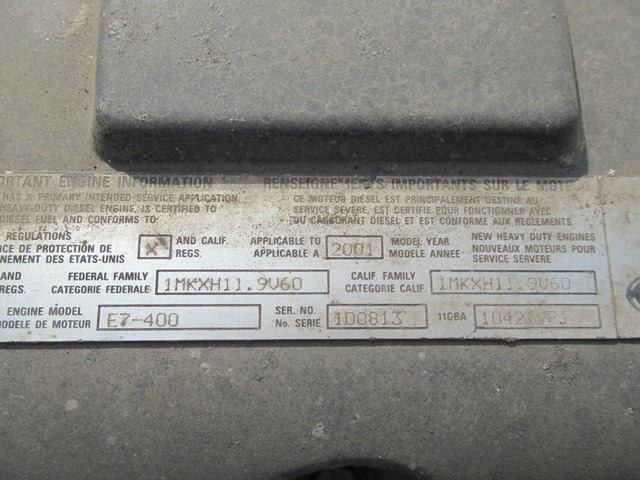 ENGINE INFORMATION RENSEIGNEMENTS IMPORTANTS SUR LE
HAS A PRIMARY INTENDED SERVICE APPLICATION CE MOTEUR DIESEL EST PRINCIPALEMENT DESTINE AU
HEAVY-DUTY DIESEL ENGINE, IS CERTIFIED TO SERVICE SEVERE, EST CERTIFIE POUR FONCTIONNER AVEC
DIESEL FUEL AND CONFORMS TO: DU CARBURANT DIESEL ET EST CONFORME AUX REGLEMENTS
REGULATIONS AND CALIF. APPLICABLE TO 2001 MODEL YEAR NEW HEAVY DUTY ENGINES
DE PROTECTION DE X REGS. APPLICABLE A MODELE ANNEE: NOUVEAUX MOTEURS POUR
DES ETATS-UNIS SERVICE SERVERE
AND FEDERAL FAMILY 1MKXH11.9V60 CALIF. FAMILY 1MKXH11.9V60
REGS. CATEGORIE FEDERALE CATEGORIE CALIF.
ENGINE MODEL E7-400 SER. NO. 1D0813 11GBA
DE MOTEUR No. SERIE